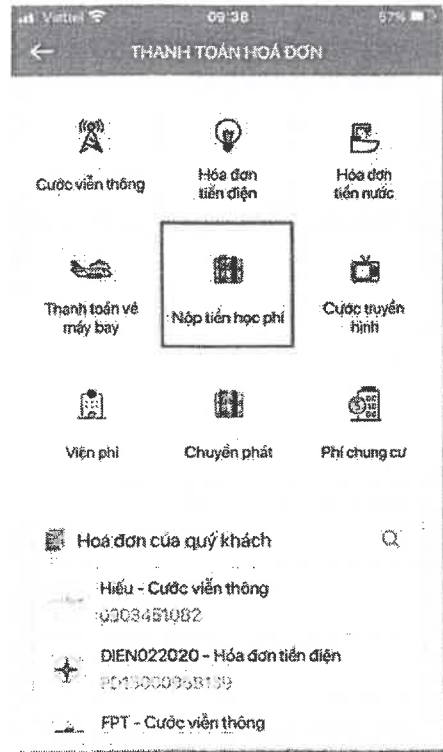 Viettel 09:38 57%
THANH TOÁN HOÁ ĐƠN
Cước viễn thông
Hóa đơn
tiền điện
Hóa đơn
tiền nước
Thanh toán vé
máy bay
Nộp tiền học phí
Cước truyền
hình
Viện phí
Chuyển phát
Phí chung cư
Hoá đơn của quý khách
Hiếu - Cước viễn thông
DIEN022020 - Hóa đơn tiền điện
FPT - Cước viễn thông